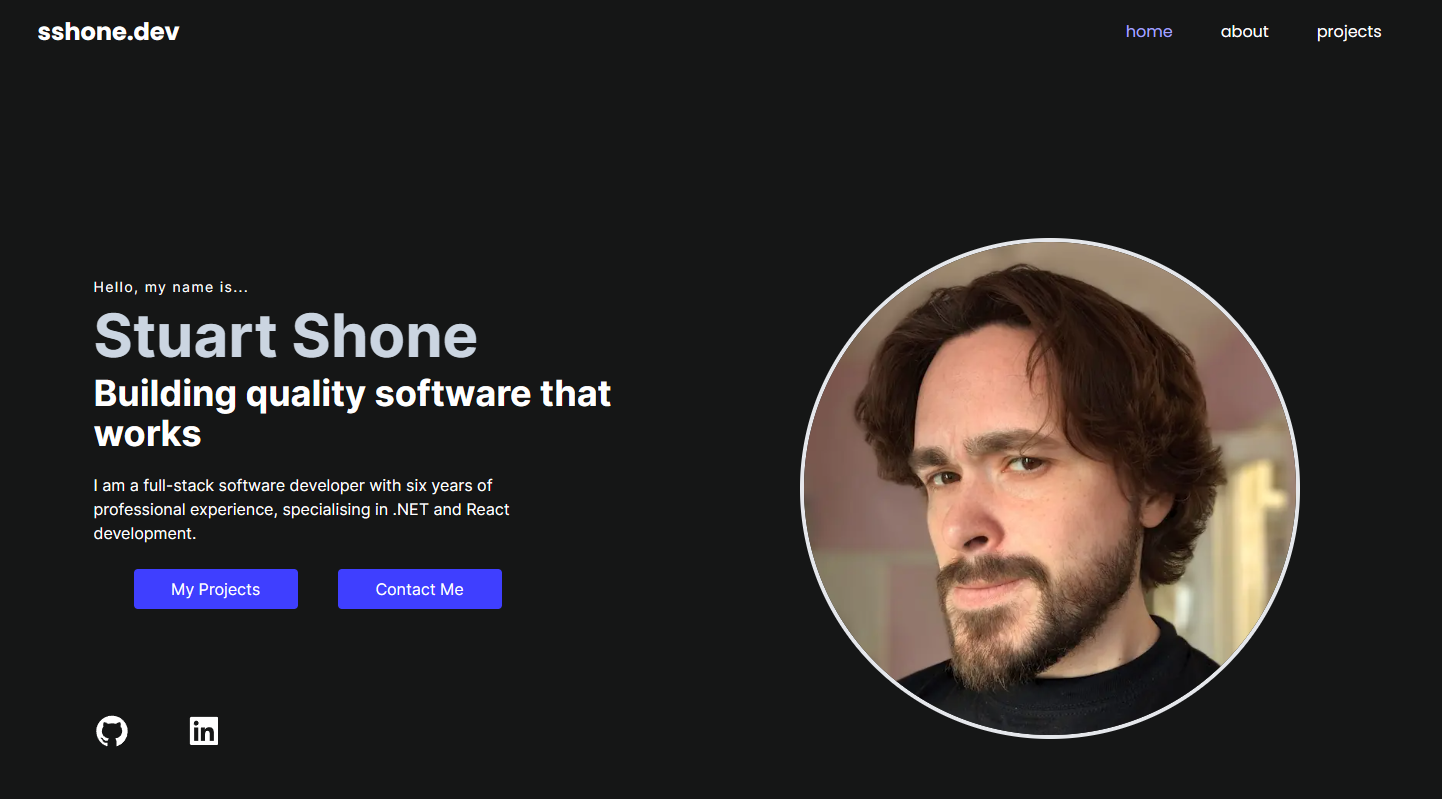 sshone.dev
home about projects
Hello, my name is...
Stuart Shone
Building quality software that
works
I am a full-stack software developer with six years of
professional experience, specialising in .NET and React
development.
My Projects Contact Me
in